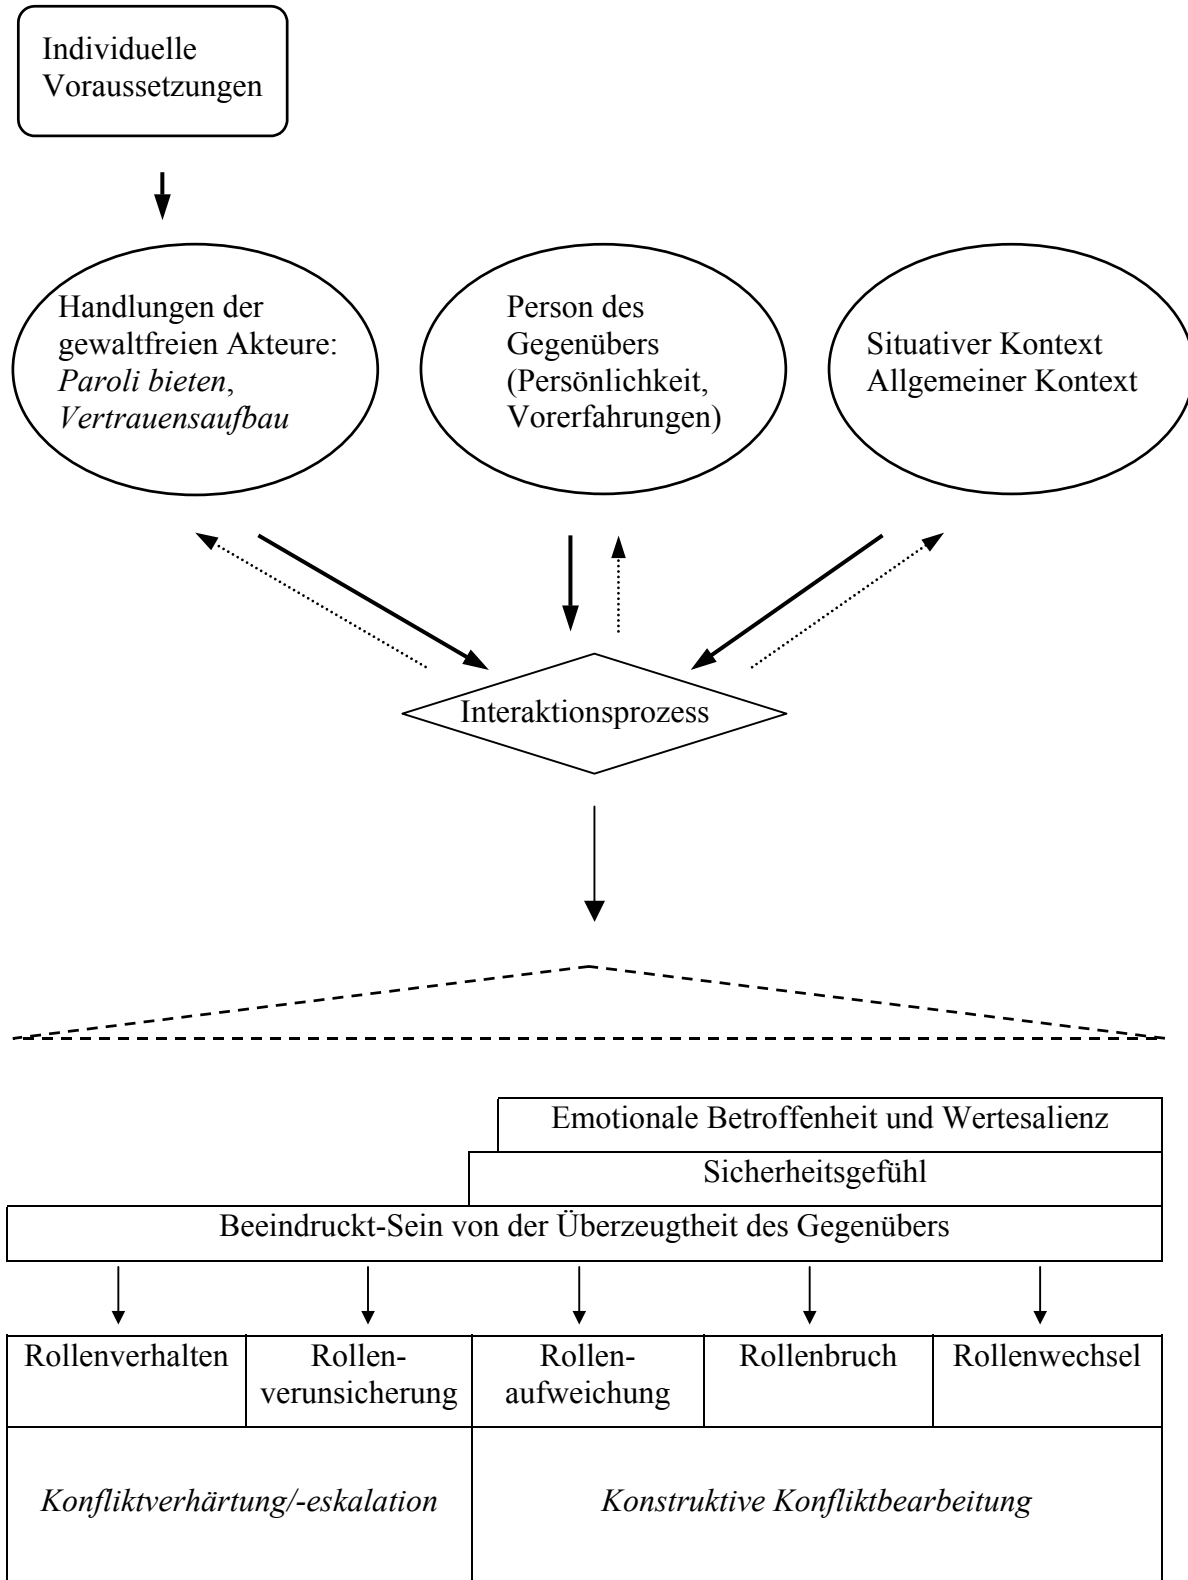 Individuelle
Voraussetzungen
Handlungen der
gewaltfreien Akteure:
Paroli bieten,
Vertrauensaufbau
Person des
Gegenübers
(Persönlichkeit,
Vorerfahrungen)
Situativer Kontext
Allgemeiner Kontext
Interaktionsprozess
Emotionale Betroffenheit und Wertesalienz
Sicherheitsgefühl
Beeindruckt-Sein von der Überzeugtheit des Gegenübers
Rollenverhalten
Rollen-
verunsicherung
Rollen-
aufweichung
Rollenbruch
Rollenwechsel
Konfliktverhärtung/-eskalation
Konstruktive Konfliktbearbeitung